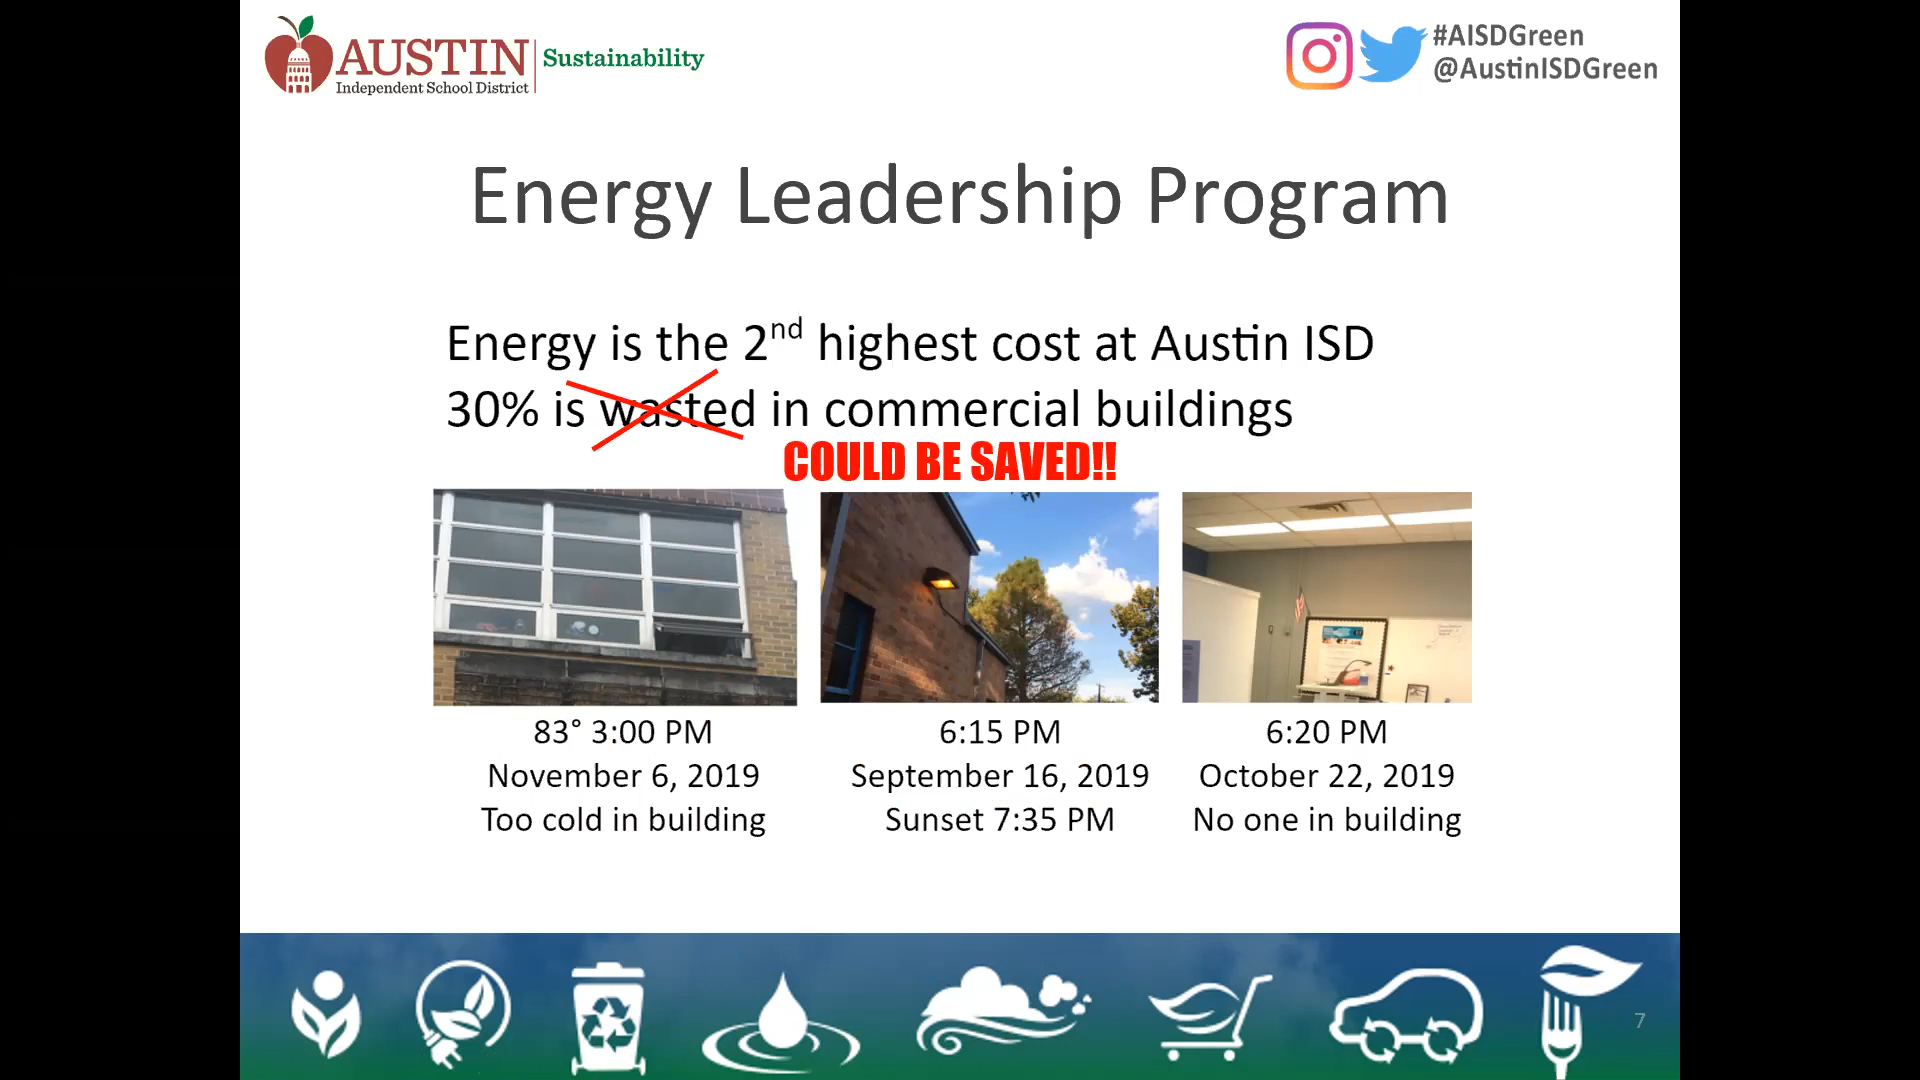 AUSTIN
Independent School District
Sustainability
#AISDGreen
@AustinISDGreen
Energy Leadership Program
Energy is the 2nd highest cost at Austin ISD
30% is wasted in commercial buildings
COULD BE SAVED!!
83° 3:00 PM
November 6, 2019
Too cold in building
6:15 PM
September 16, 2019
Sunset 7:35 PM
6:20 PM
October 22, 2019
No one in building
7